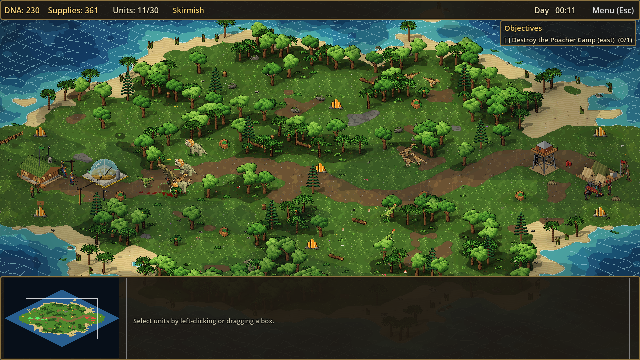 DNA: 230 Supplies: 361 Units: 11/30 Skirmish Day 00:11 Menu (Esc)
Objectives
[ ] Destroy the Poacher Camp (east) (0/1)
Select units by left-clicking or dragging a box.